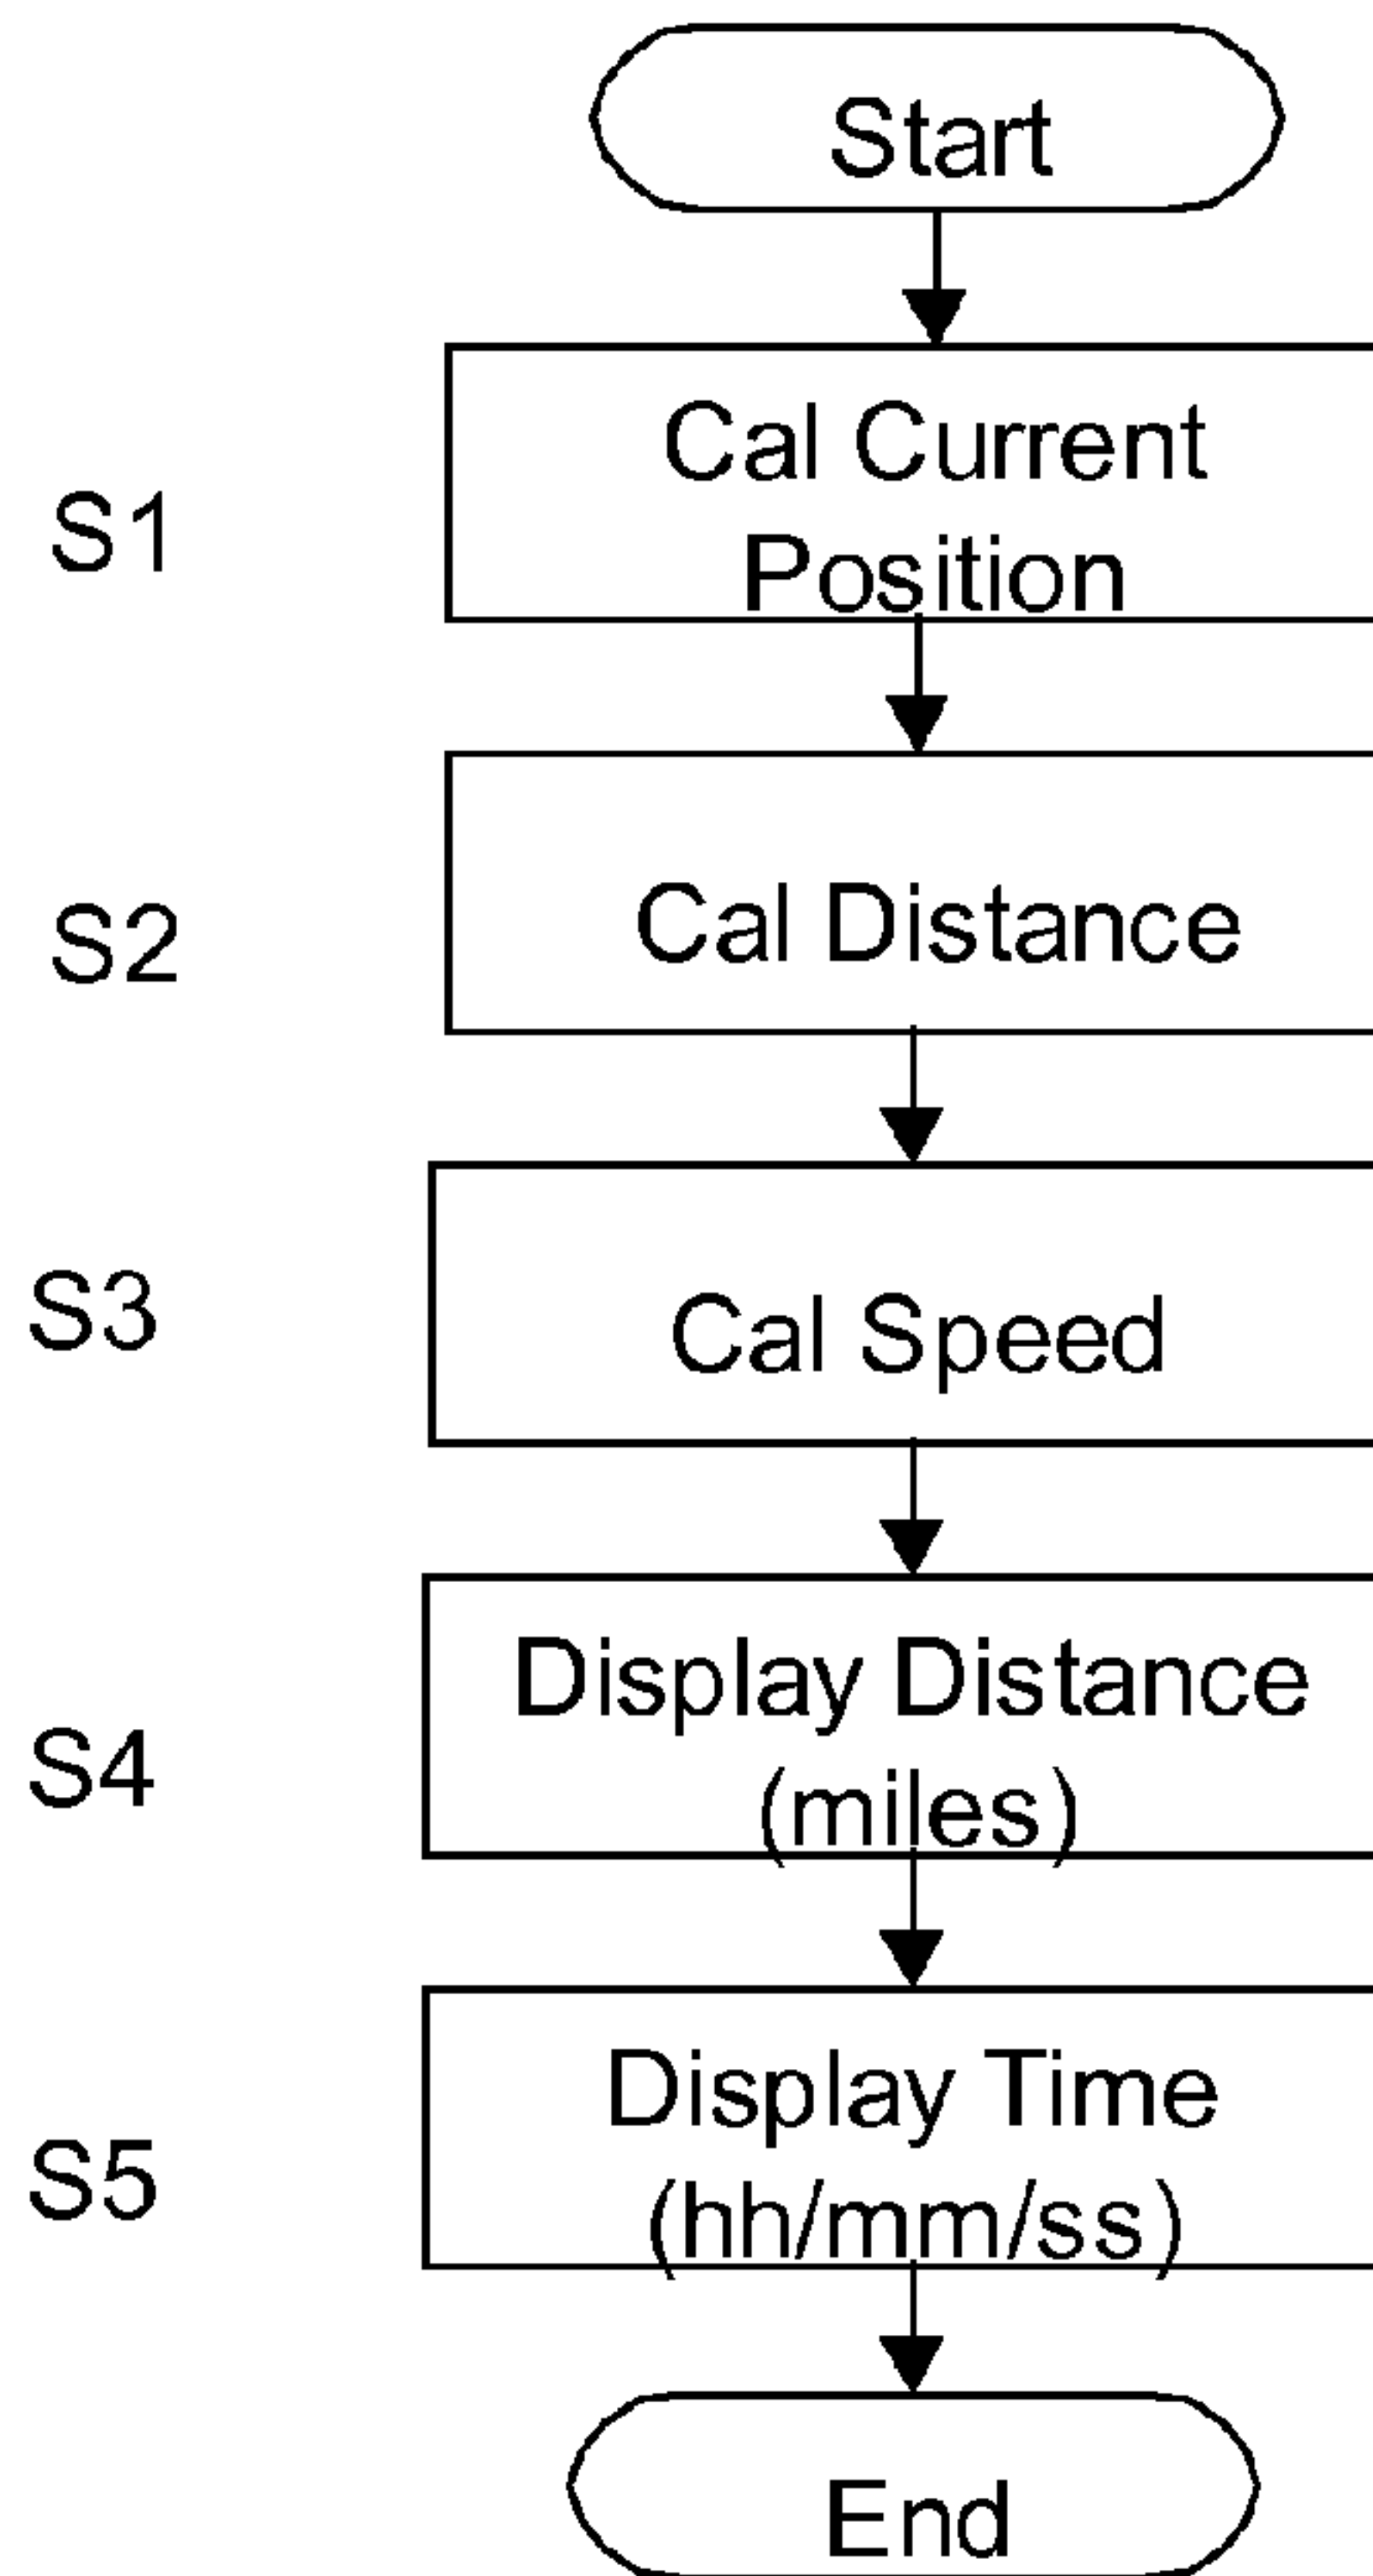 Start
S1
Cal Current
Position
S2
Cal Distance
S3
Cal Speed
S4
Display Distance
(miles)
S5
Display Time
(hh/mm/ss)
End